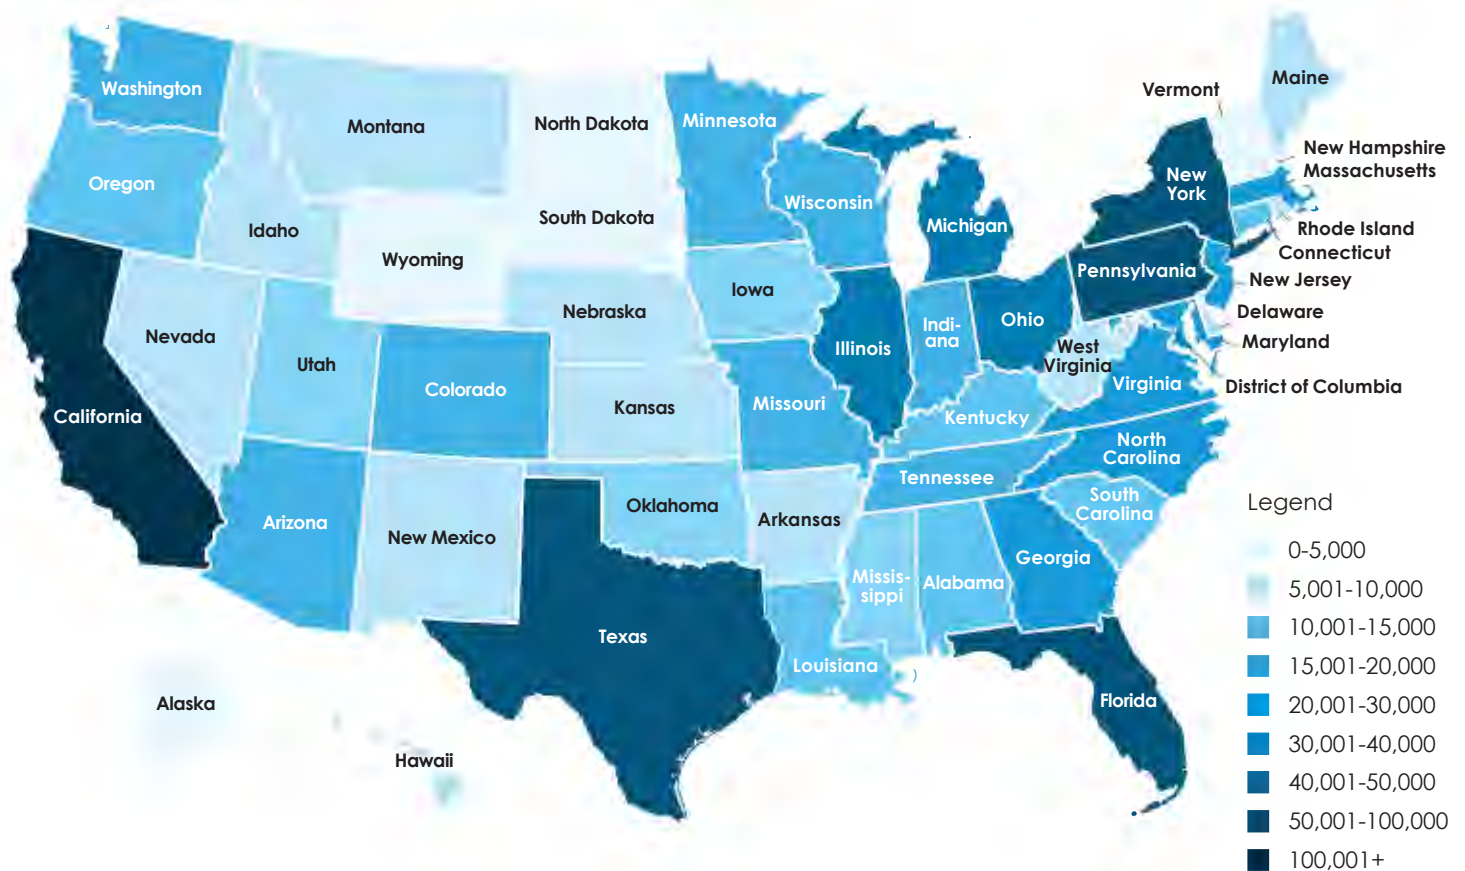 Washington
Oregon
Montana
Idaho
Wyoming
North Dakota
South Dakota
Minnesota
Wisconsin
Michigan
Vermont
Maine
New Hampshire
Massachusetts
New
York
Rhode Island
Connecticut
Pennsylvania
New Jersey
Delaware
Maryland
District of Columbia
Nebraska
Iowa
Illinois
Indi-
ana
Ohio
West
Virginia
Virginia
Nevada
Utah
Colorado
Kansas
Missouri
Kentucky
California
North
Carolina
Tennessee
South
Carolina
Arizona
New Mexico
Oklahoma
Arkansas
Missis-
sippi
Alabama
Georgia
Texas
Louisiana
Florida
Alaska
Hawaii
Legend
0-5,000
5,001-10,000
10,001-15,000
15,001-20,000
20,001-30,000
30,001-40,000
40,001-50,000
50,001-100,000
100,001+